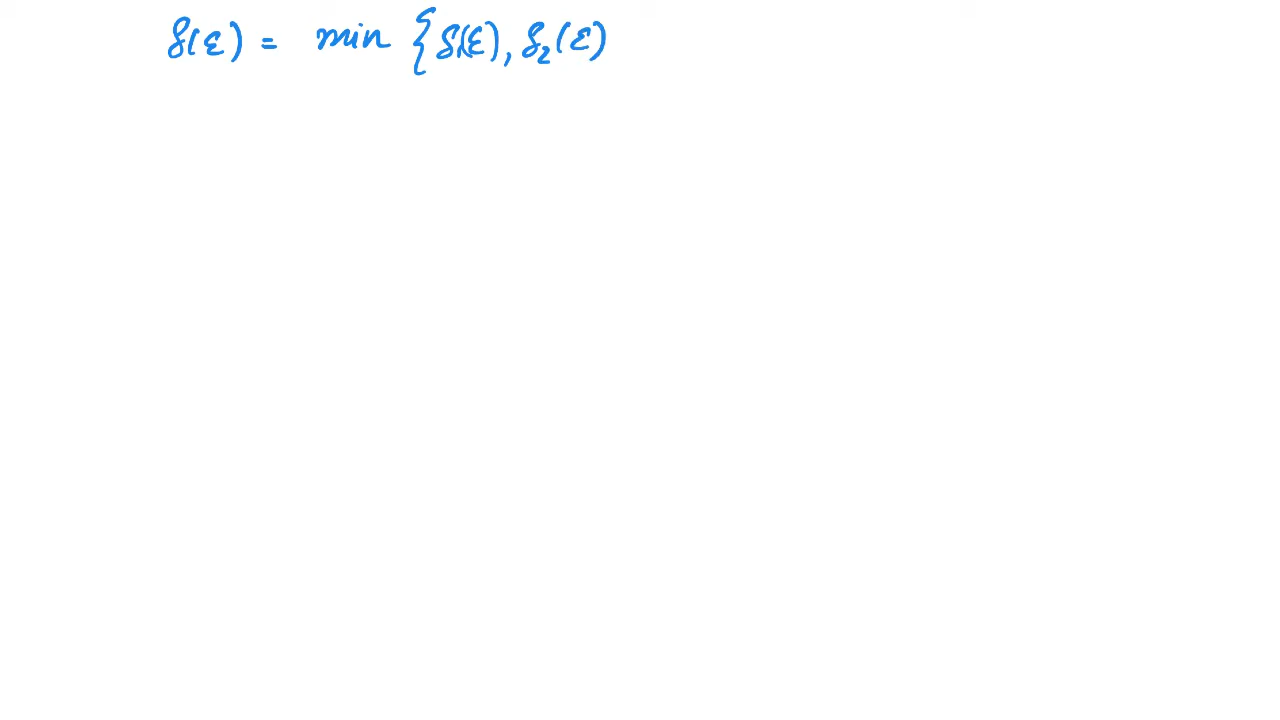 δ(ε) = min {δ₁(ε), δ₂(ε)